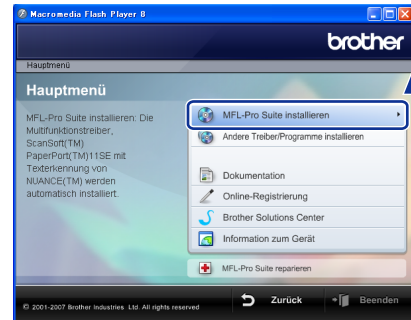 Macromedia Flash Player 8
brother
Hauptmenü
Hauptmenü
MFL-Pro Suite installieren: Die
Multifunktionstreiber,
ScanSoft(TM)
PaperPort(TM)11SE mit
Texterkennung von
NUANCE(TM) werden
automatisch installiert.
MFL-Pro Suite installieren
Andere Treiber/Programme installieren
Dokumentation
Online-Registrierung
Brother Solutions Center
Information zum Gerät
MFL-Pro Suite reparieren
© 2001-2007 Brother Industries Ltd. All rights reserved
Zurück
Beenden